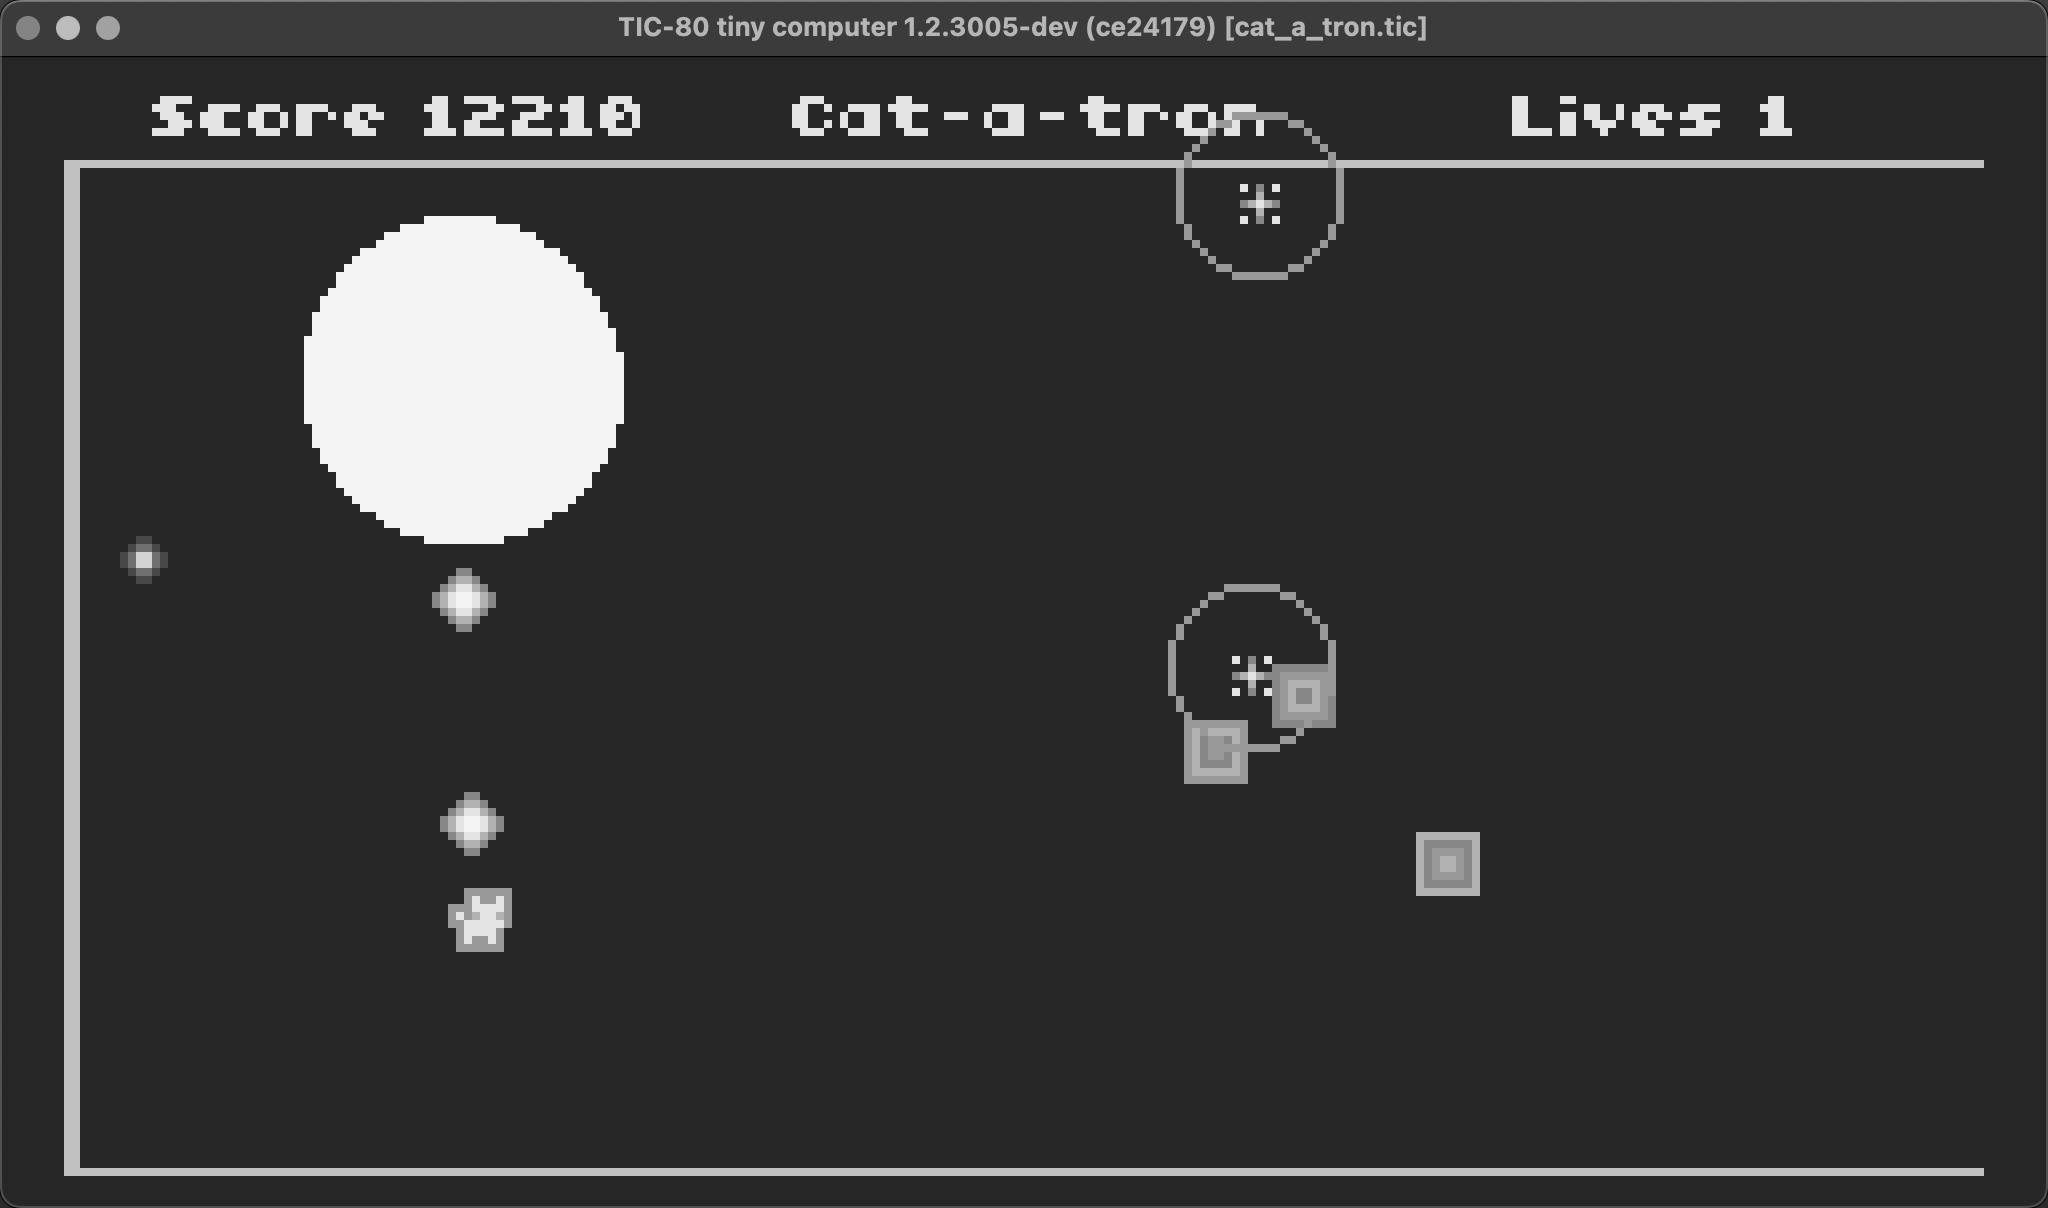 TIC-80 tiny computer 1.2.3005-dev (ce24179) [cat_a_tron.tic]
Score 12210 Cat-a-tron Lives 1